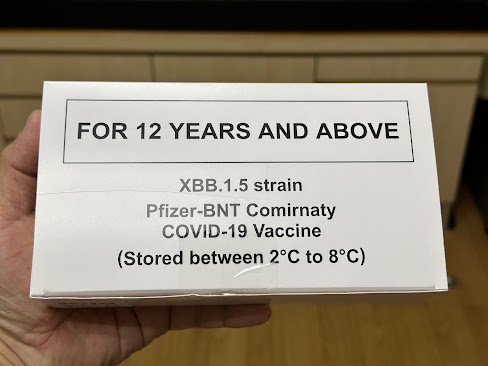 FOR 12 YEARS AND ABOVE
XBB.1.5 strain
Pfizer-BNT Comirnaty
COVID-19 Vaccine
(Stored between 2°C to 8°C)